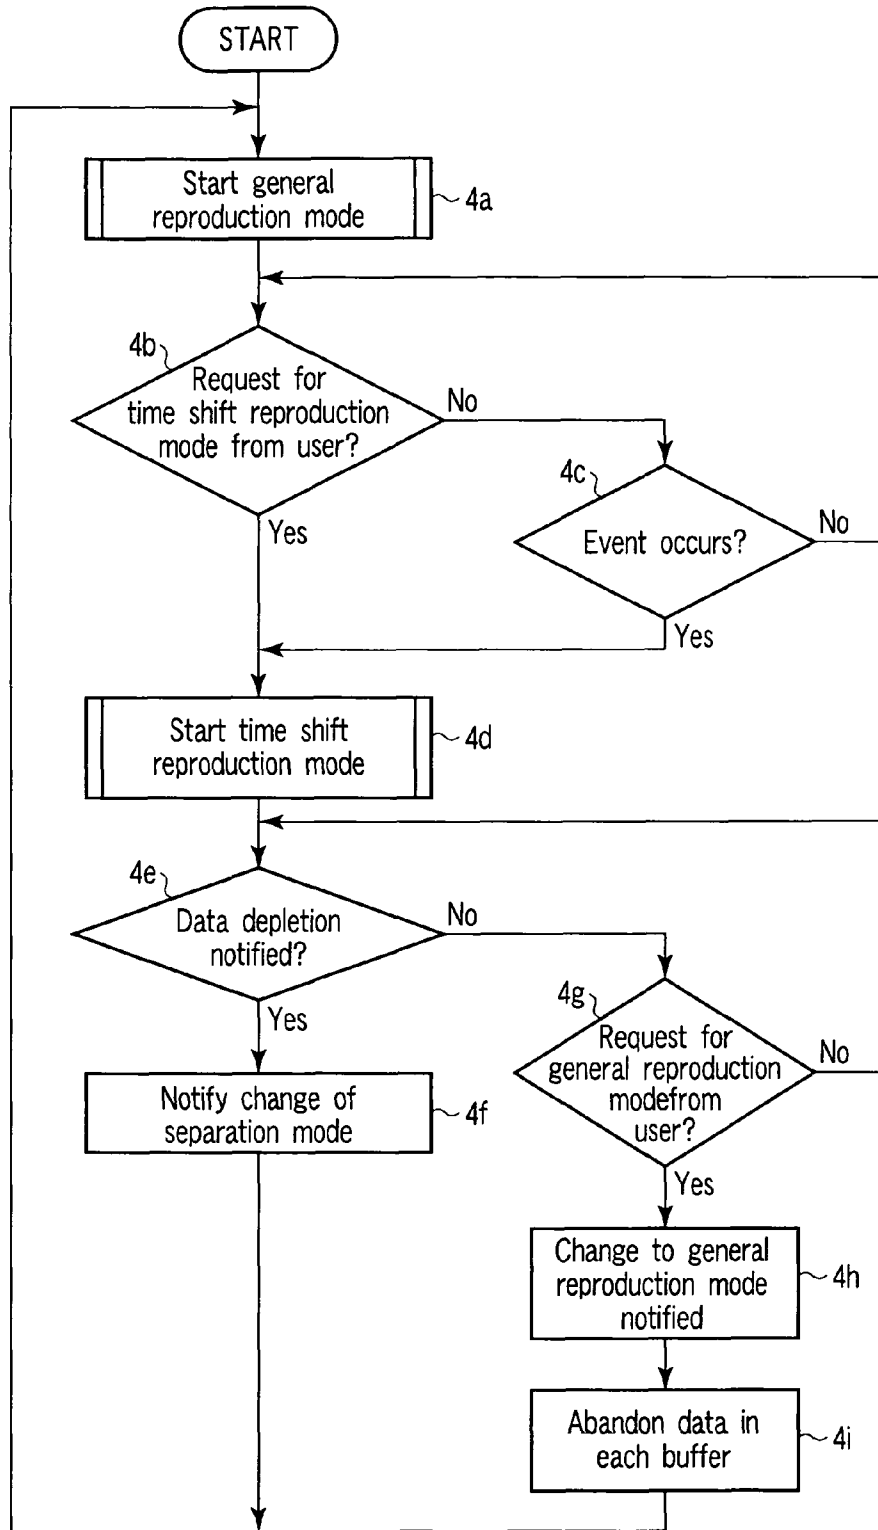 START
Start general
reproduction mode
4a
4b
Request for
time shift reproduction
mode from user?
No
Yes
4c
Event occurs?
No
Yes
Start time shift
reproduction mode
4d
4e
Data depletion
notified?
No
Yes
4g
Request for
general reproduction
modefrom
user?
No
Yes
Notify change of
separation mode
4f
Change to general
reproduction mode
notified
4h
Abandon data in
each buffer
4i